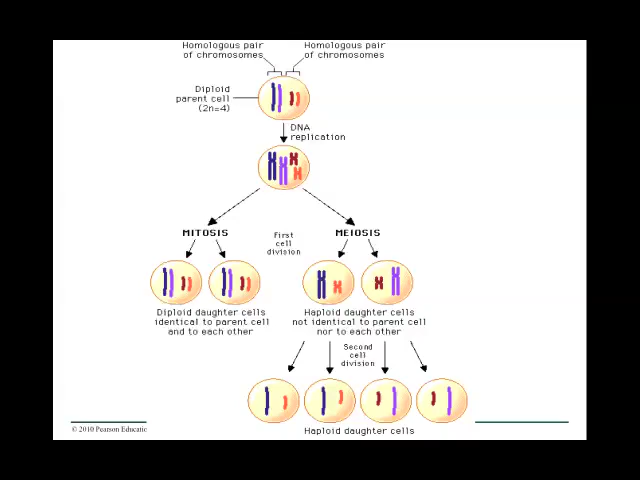 Homologous pair
of chromosomes
Homologous pair
of chromosomes
Diploid
parent cell
(2n=4)
DNA
replication
MITOSIS
First
cell
division
MEIOSIS
Diploid daughter cells
identical to parent cell
and to each other
Haploid daughter cells
not identical to parent cell
nor to each other
Second
cell
division
Haploid daughter cells
© 2010 Pearson Educatic